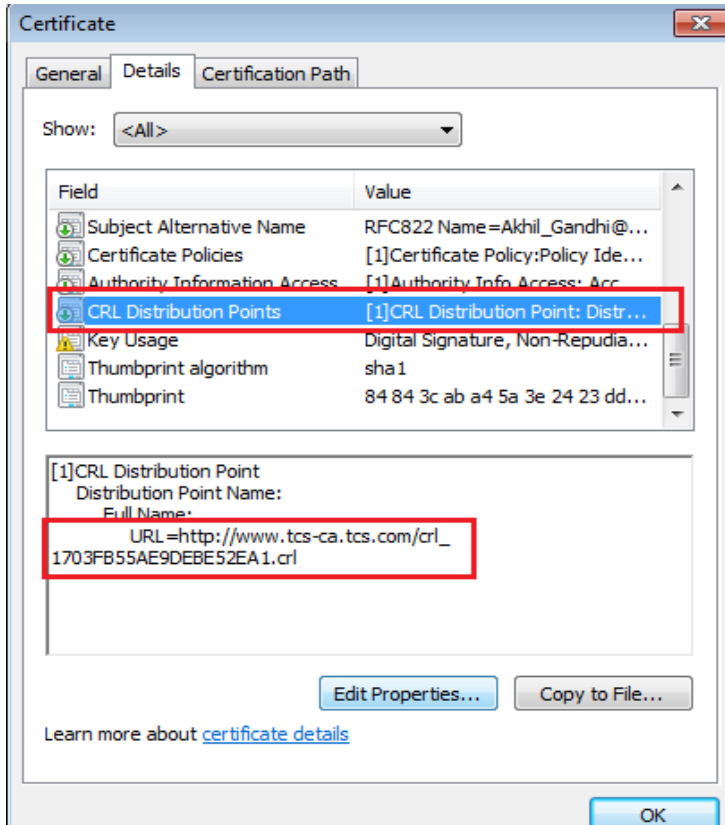 Certificate
General Details Certification Path
Show: <All>
Field Value
Subject Alternative Name RFC822 Name=Akhil_Gandhi@...
Certificate Policies [1]Certificate Policy:Policy Ide...
Authority Information Access [1]Authority Info Access: Acc
CRL Distribution Points [1]CRL Distribution Point: Distr...
Key Usage Digital Signature, Non-Repudia...
Thumbprint algorithm sha1
Thumbprint 84 84 3c ab a4 5a 3e 24 23 dd...
[1]CRL Distribution Point
Distribution Point Name:
Full Name:
URL=http://www.tcs-ca.tcs.com/crl_
1703FB55AE9DEBE52EA1.crl
Edit Properties... Copy to File...
Learn more about certificate details
OK